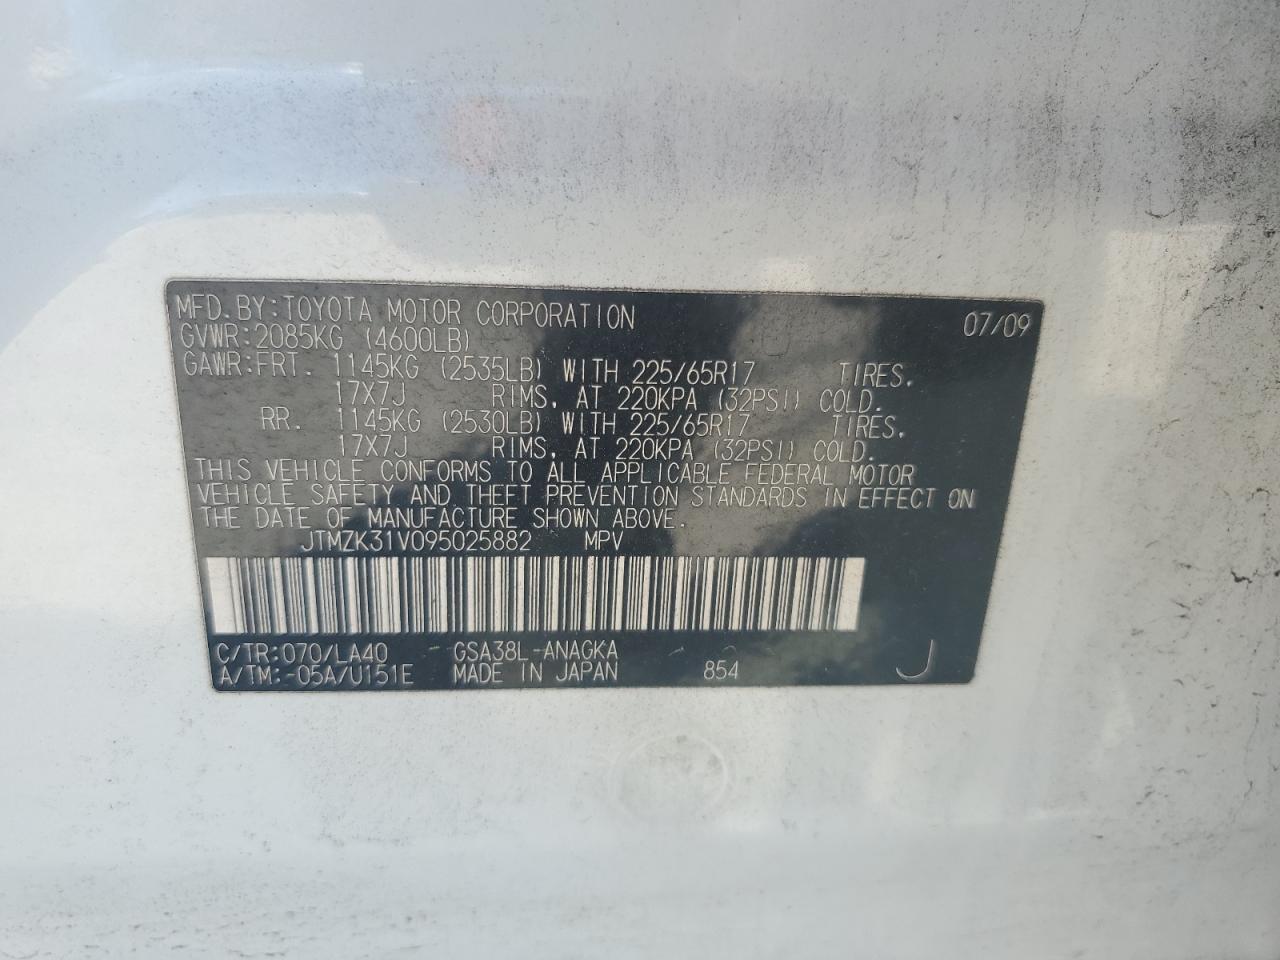 MFD. BY: TOYOTA MOTOR CORPORATION 07/09
GVWR: 2085KG (4600LB)
GAWR: FRT. 1145KG (2535LB) WITH 225/65R17 TIRES.
17X7J RIMS, AT 220KPA (32PSI) COLD.
RR. 1145KG (2530LB) WITH 225/65R17 TIRES,
17X7J RIMS, AT 220KPA (32PSI) COLD.
THIS VEHICLE CONFORMS TO ALL APPLICABLE FEDERAL MOTOR
VEHICLE SAFETY AND THEFT PREVENTION STANDARDS IN EFFECT ON
THE DATE OF MANUFACTURE SHOWN ABOVE.
JTMZK31V095025882 MPV
C/TR: 070/LA40 GSA38L-ANAGKA
A/TM: -05A/U151E MADE IN JAPAN 854 J